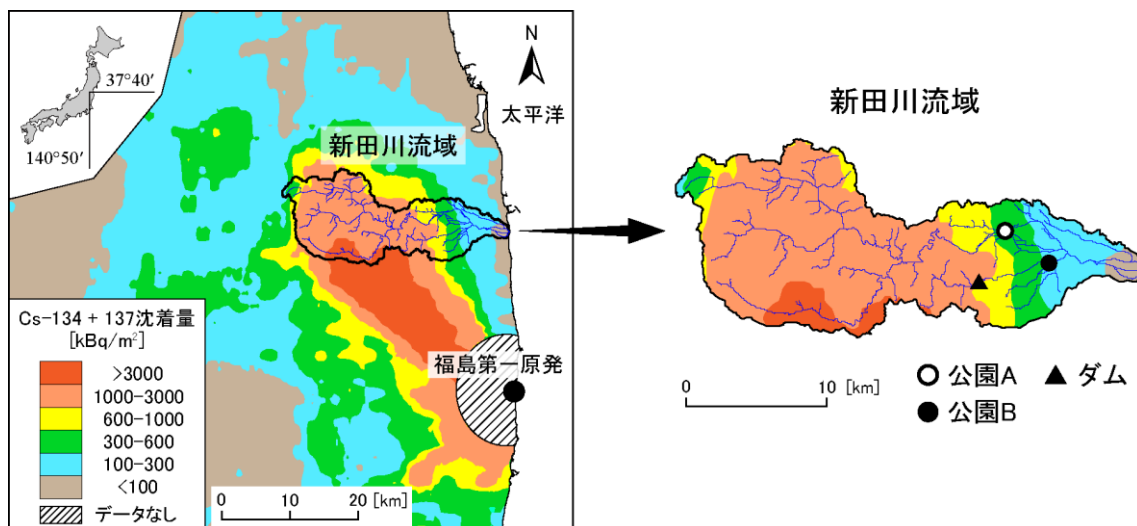 37°40′
140°50′
N
太平洋
新田川流域
福島第一原発
Cs-134 + 137沈着量
[kBq/m²]
>3000
1000-3000
600-1000
300-600
100-300
<100
データなし
0 10 20 [km]
新田川流域
0 10 [km]
公園A
ダム
公園B